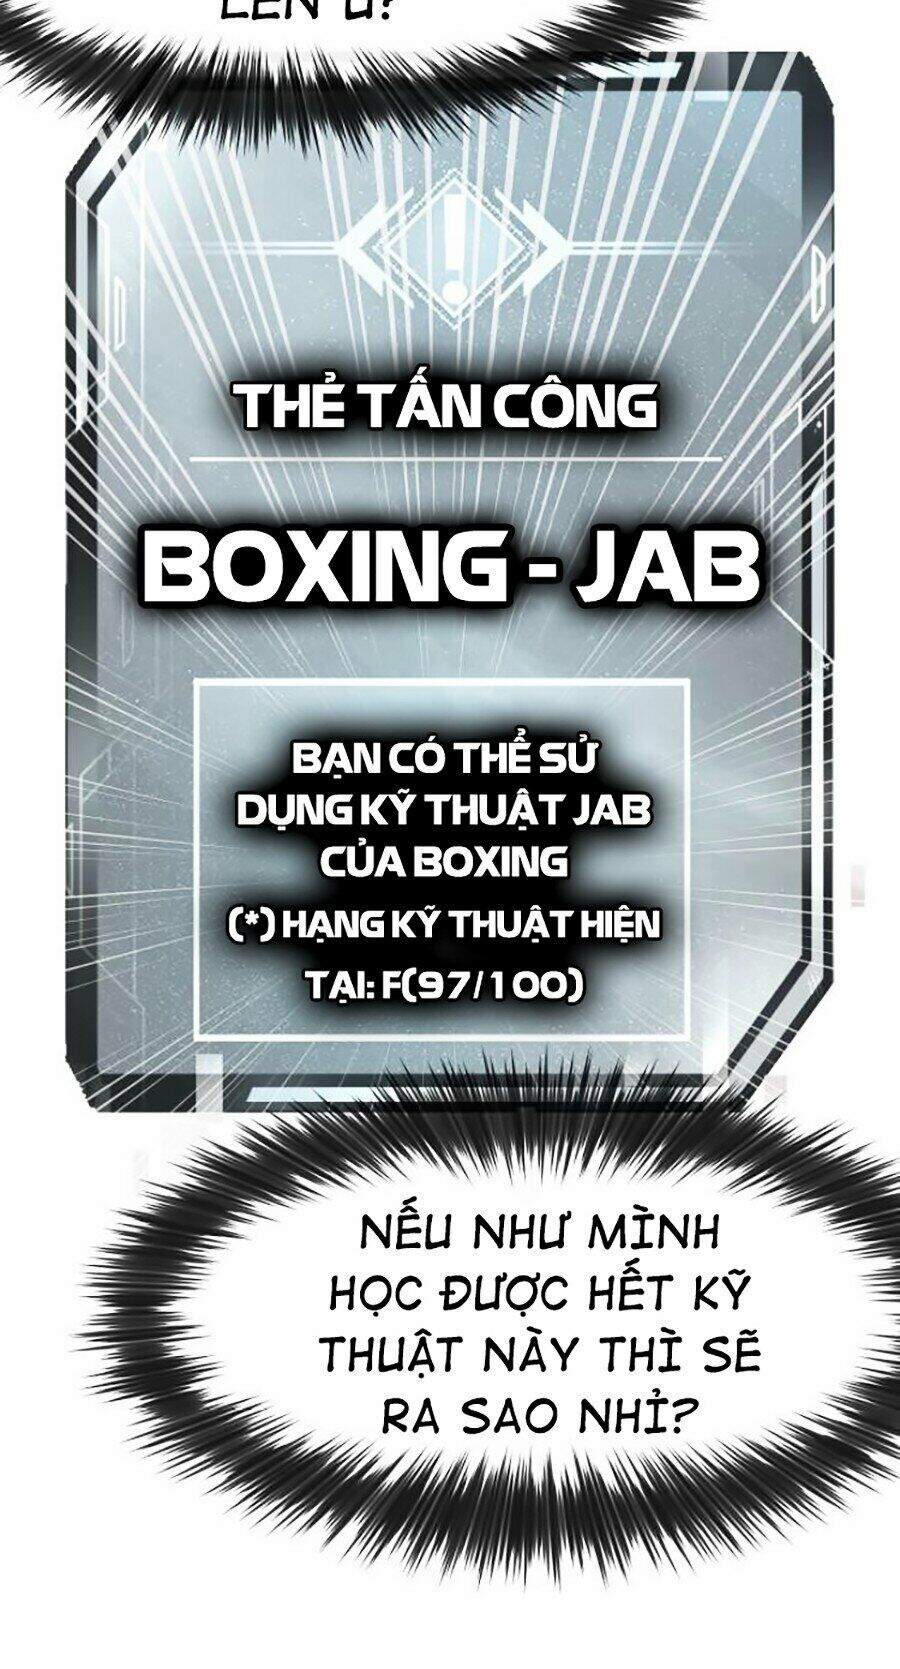 LÊN Ư?
THẺ TẤN CÔNG
BOXING - JAB
BẠN CÓ THỂ SỬ
DỤNG KỸ THUẬT JAB
CỦA BOXING
(*) HẠNG KỸ THUẬT HIỆN
TẠI: F(97/100)
NẾU NHƯ MÌNH
HỌC ĐƯỢC HẾT KỸ
THUẬT NÀY THÌ SẼ
RA SAO NHỈ?